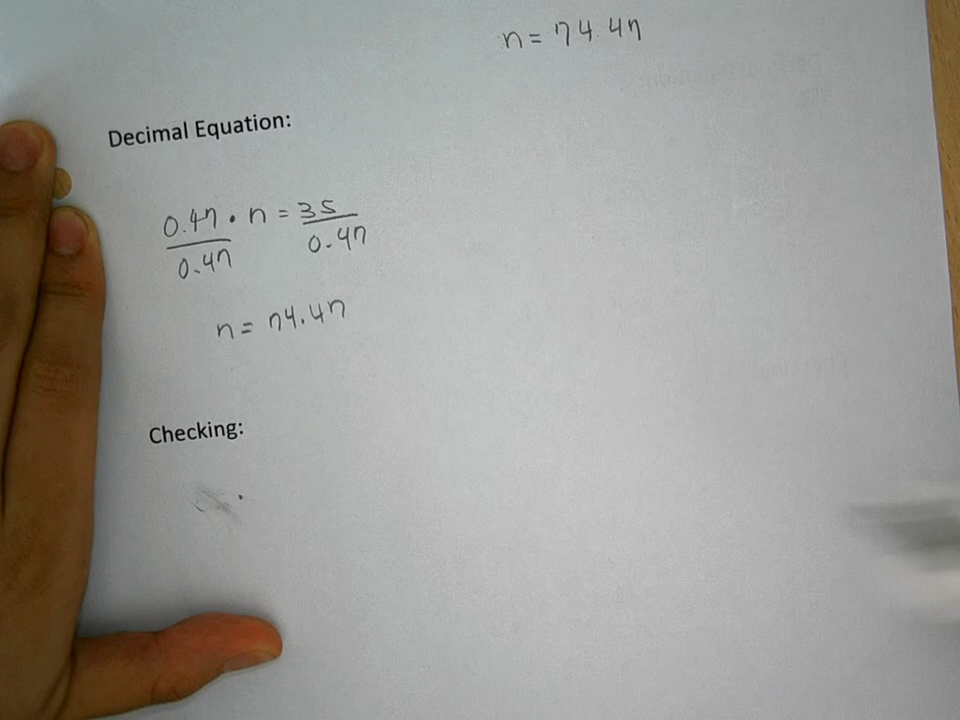 n = 74.47
Decimal Equation:
0.47 • n = 35
0.47 0.47
n = 74.47
Checking: